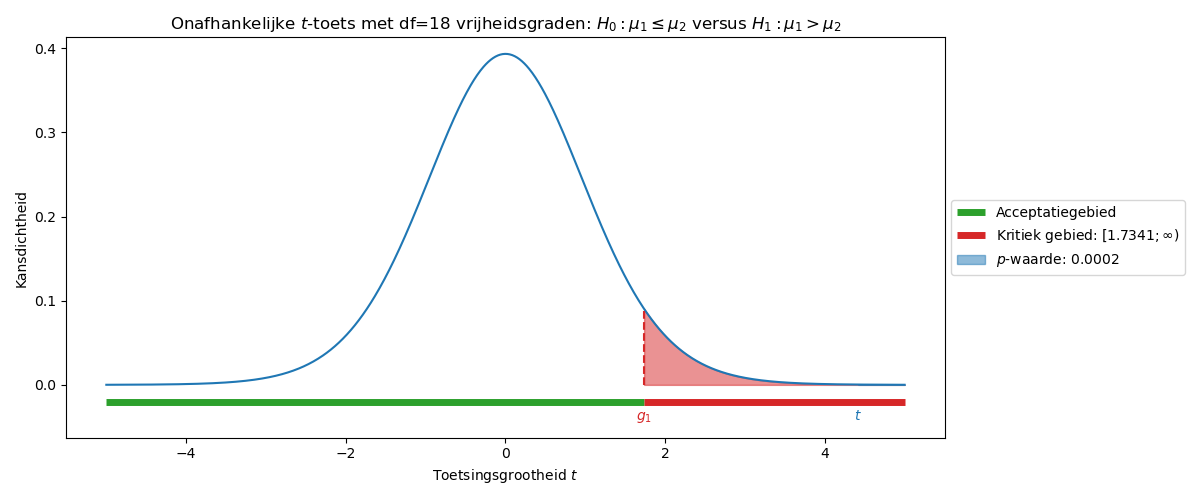 Onafhankelijke t-toets met df=18 vrijheidsgraden: H₀ : μ₁ ≤ μ₂ versus H₁ : μ₁ > μ₂
0.4
0.3
0.2
0.1
0.0
Kansdichtheid
g₁
t
−4
−2
0
2
4
Toetsingsgrootheid t
Acceptatiegebied
Kritiek gebied: [1.7341; ∞)
p-waarde: 0.0002